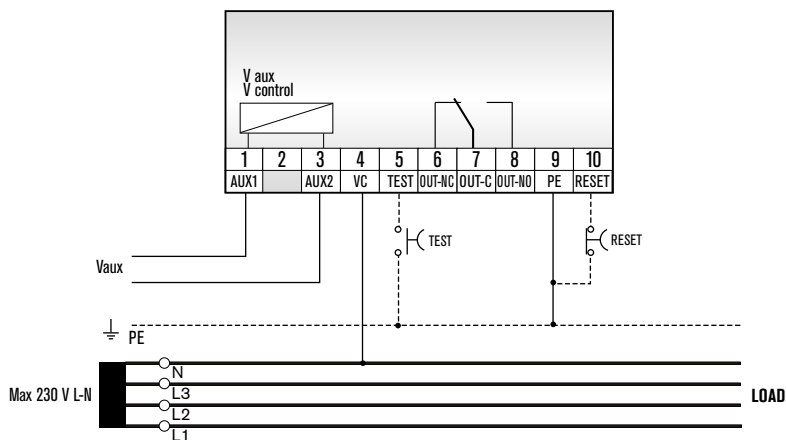 V aux
V control
1 2 3 4 5 6 7 8 9 10
AUX1 AUX2 VC TEST OUT-NC OUT-C OUT-NO PE RESET
TEST
RESET
Vaux
PE
N
Max 230 V L-N
L3
LOAD
L2
L1